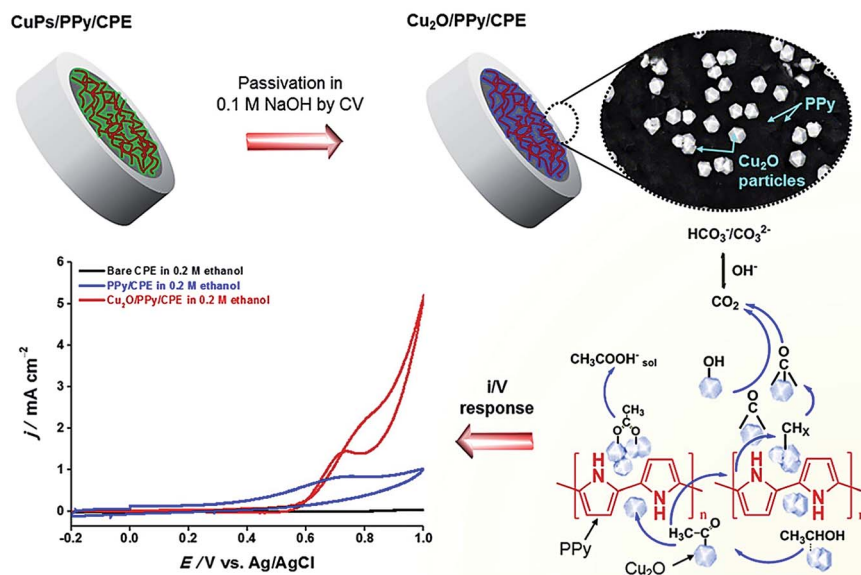 CuPs/PPy/CPE
Passivation in
0.1 M NaOH by CV
Cu₂O/PPy/CPE
PPy
Cu₂O
particles
Bare CPE in 0.2 M ethanol
PPy/CPE in 0.2 M ethanol
Cu₂O/PPy/CPE in 0.2 M ethanol
j / mA cm⁻²
6
5
4
3
2
1
0
-0.2
0.0
0.2
0.4
0.6
0.8
1.0
E /V vs. Ag/AgCl
i/V
response
HCO₃⁻/CO₃²⁻
OH⁻
CO₂
CH₃COOH⁻ sol
OH
O
C
O
C
CH₃
C
O
O
CHx
H
N
N
H
n
H
N
N
H
n
H₃C-C
O
CH₃CHOH
PPy
Cu₂O